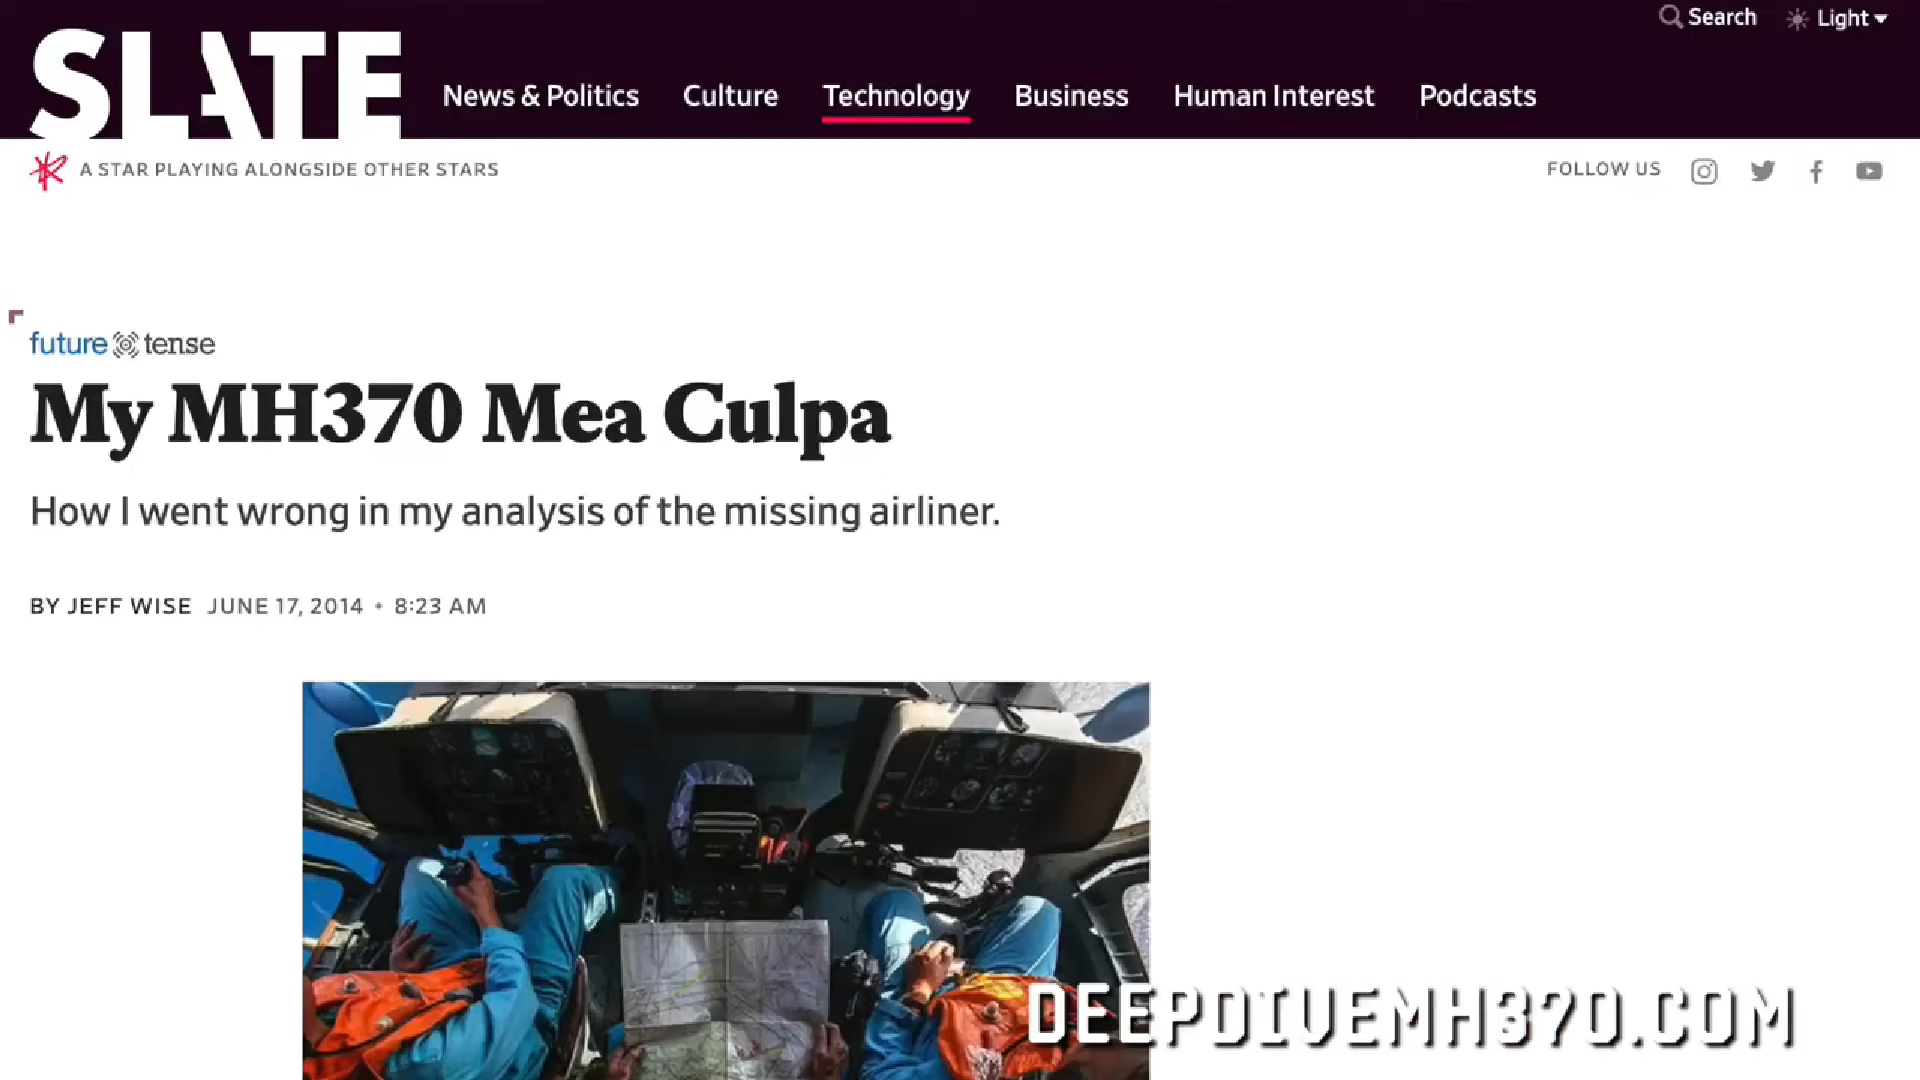 Search Light
SLATE
News & Politics Culture Technology Business Human Interest Podcasts
A STAR PLAYING ALONGSIDE OTHER STARS
FOLLOW US
future tense
My MH370 Mea Culpa
How I went wrong in my analysis of the missing airliner.
BY JEFF WISE JUNE 17, 2014 • 8:23 AM
DEEPDIVEMH370.COM